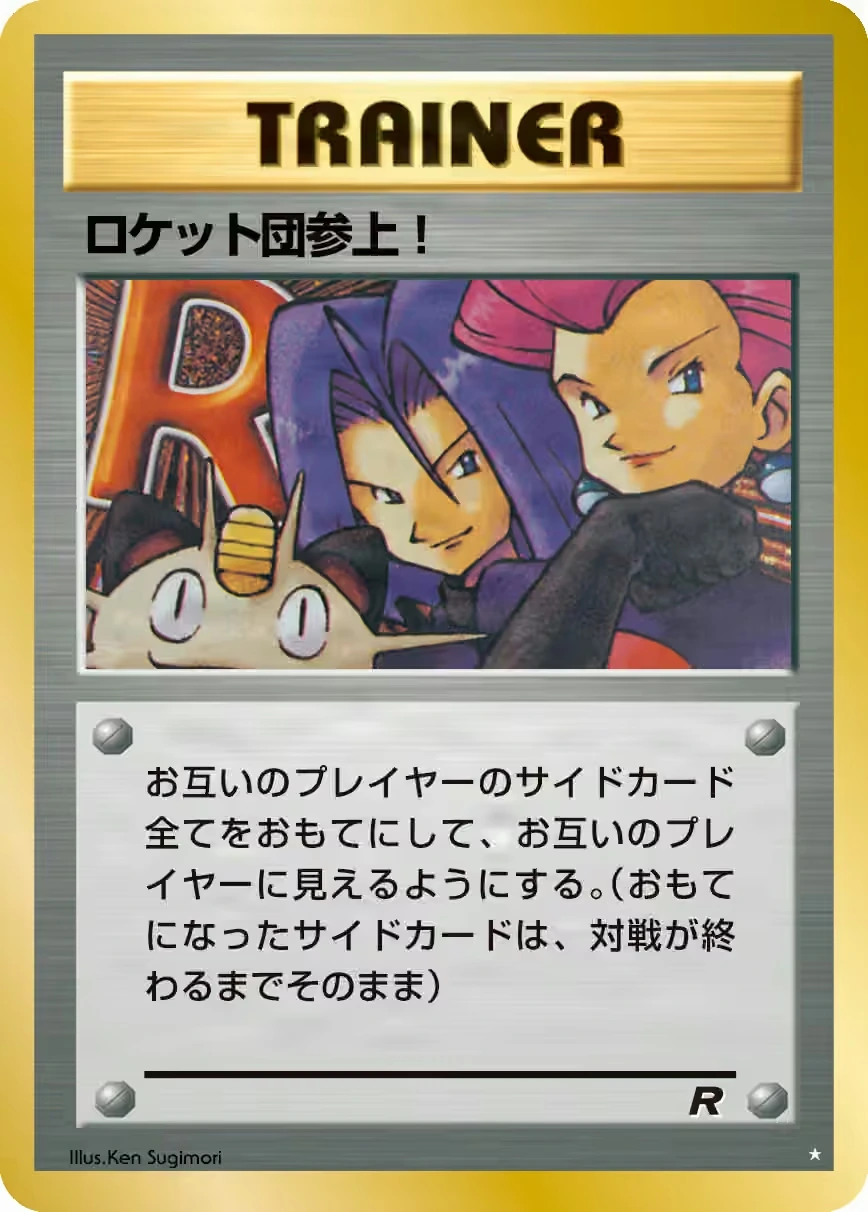 TRAINER
ロケット団参上！
R
お互いのプレイヤーのサイドカード
全てをおもてにして、お互いのプレ
イヤーに見えるようにする。（おもて
になったサイドカードは、対戦が終
わるまでそのまま）
R
Illus.Ken Sugimori